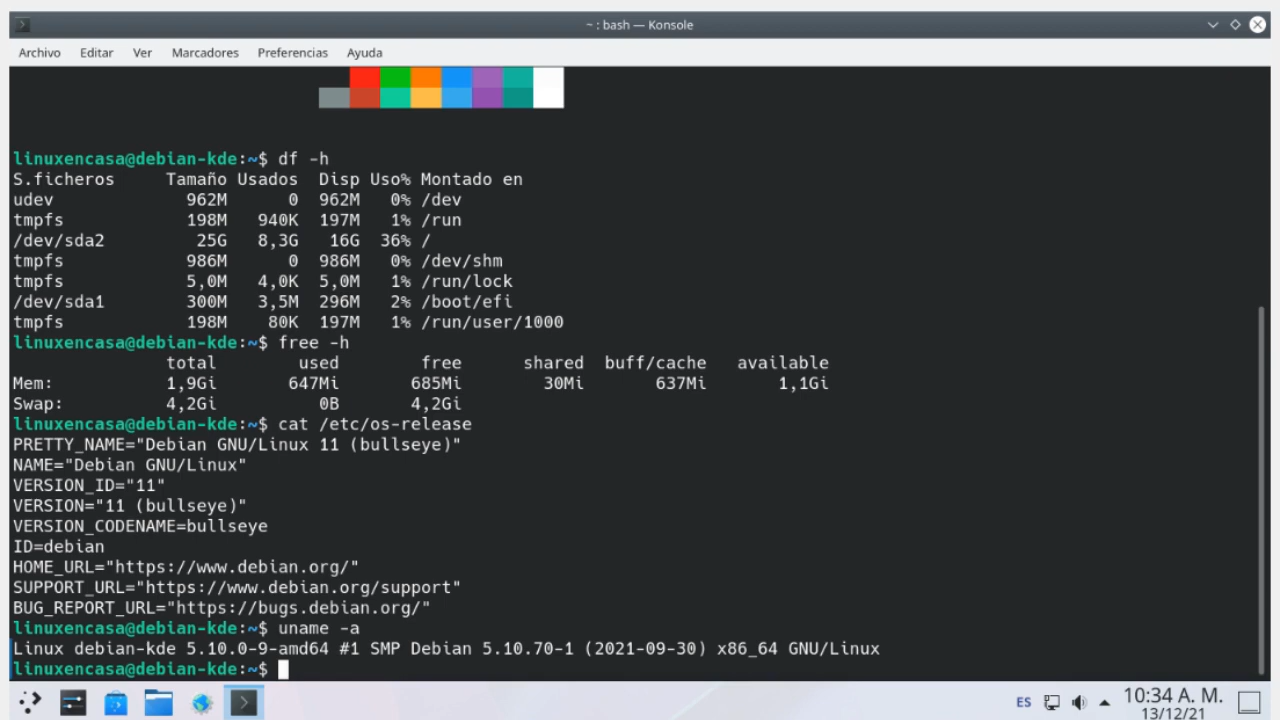 ~ : bash — Konsole
Archivo Editar Ver Marcadores Preferencias Ayuda
linuxencasa@debian-kde:~$ df -h
S.ficheros     Tamaño Usados  Disp Uso% Montado en
udev             962M      0  962M   0% /dev
tmpfs            198M   940K  197M   1% /run
/dev/sda2         25G   8,3G   16G  36% /
tmpfs            986M      0  986M   0% /dev/shm
tmpfs            5,0M   4,0K  5,0M   1% /run/lock
/dev/sda1        300M   3,5M  296M   2% /boot/efi
tmpfs            198M    80K  197M   1% /run/user/1000
linuxencasa@debian-kde:~$ free -h
               total        used        free      shared  buff/cache   available
Mem:           1,9Gi       647Mi       685Mi        30Mi       637Mi       1,1Gi
Swap:          4,2Gi          0B       4,2Gi
linuxencasa@debian-kde:~$ cat /etc/os-release
PRETTY_NAME="Debian GNU/Linux 11 (bullseye)"
NAME="Debian GNU/Linux"
VERSION_ID="11"
VERSION="11 (bullseye)"
VERSION_CODENAME=bullseye
ID=debian
HOME_URL="https://www.debian.org/"
SUPPORT_URL="https://www.debian.org/support"
BUG_REPORT_URL="https://bugs.debian.org/"
linuxencasa@debian-kde:~$ uname -a
Linux debian-kde 5.10.0-9-amd64 #1 SMP Debian 5.10.70-1 (2021-09-30) x86_64 GNU/Linux
linuxencasa@debian-kde:~$
ES 10:34 A. M.
13/12/21